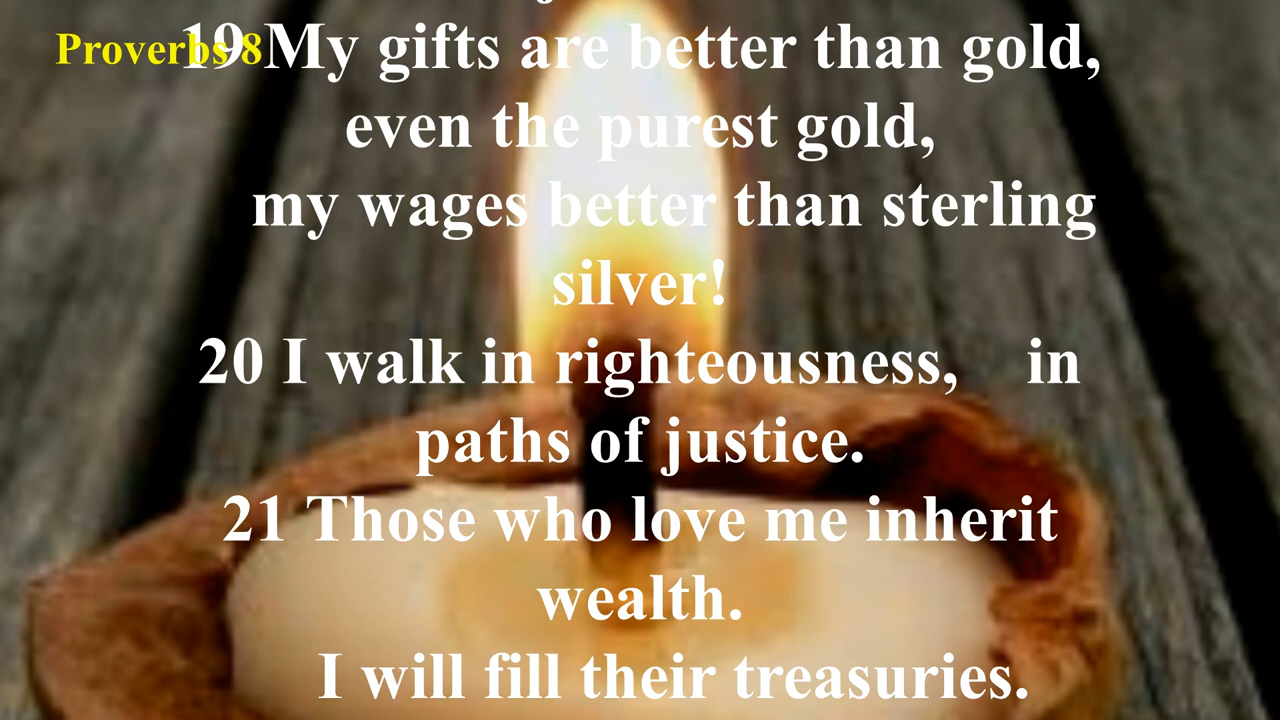 Proverbs 8
19 My gifts are better than gold,
even the purest gold,
my wages better than sterling
silver!
20 I walk in righteousness, in
paths of justice.
21 Those who love me inherit
wealth.
I will fill their treasuries.